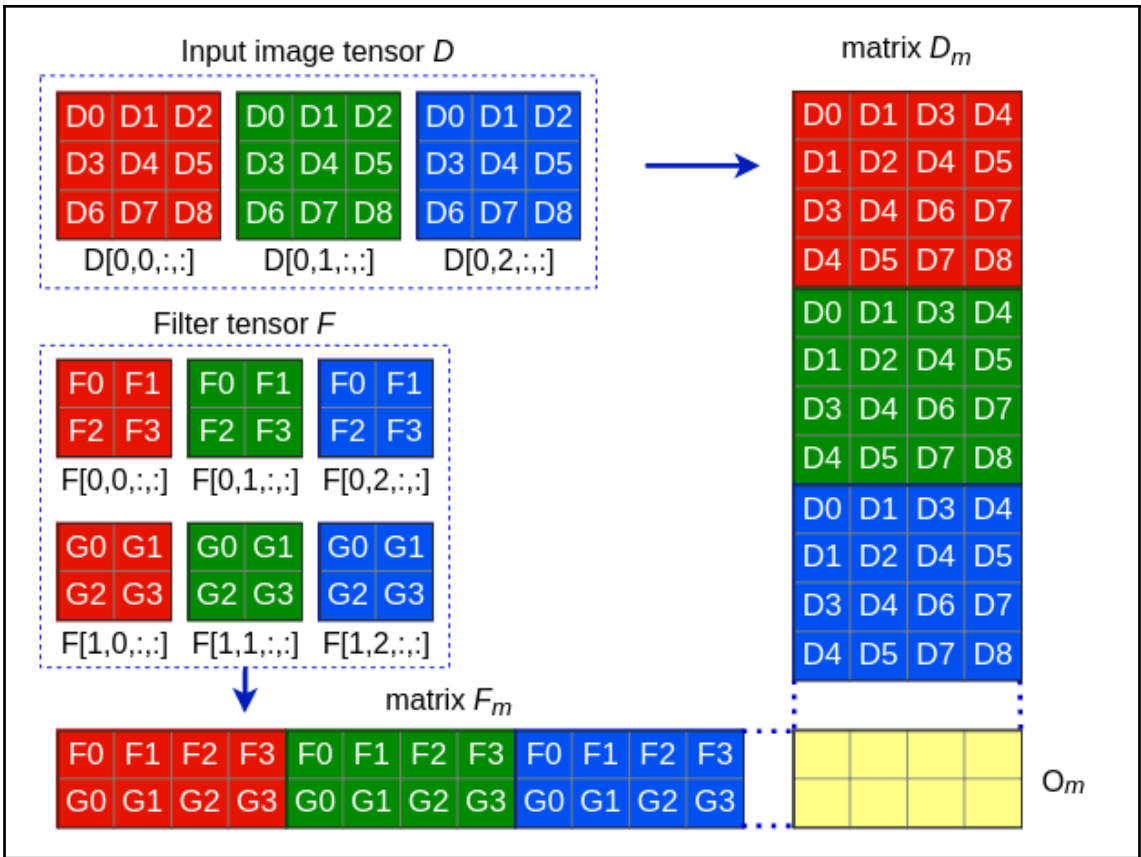 Input image tensor D
D0 D1 D2 D0 D1 D2 D0 D1 D2
D3 D4 D5 D3 D4 D5 D3 D4 D5
D6 D7 D8 D6 D7 D8 D6 D7 D8
D[0,0,:,:] D[0,1,:,:] D[0,2,:,:]
Filter tensor F
F0 F1 F0 F1 F0 F1
F2 F3 F2 F3 F2 F3
F[0,0,:,:] F[0,1,:,:] F[0,2,:,:]
G0 G1 G0 G1 G0 G1
G2 G3 G2 G3 G2 G3
F[1,0,:,:] F[1,1,:,:] F[1,2,:,:]
matrix Dm
D0 D1 D3 D4
D1 D2 D4 D5
D3 D4 D6 D7
D4 D5 D7 D8
D0 D1 D3 D4
D1 D2 D4 D5
D3 D4 D6 D7
D4 D5 D7 D8
D0 D1 D3 D4
D1 D2 D4 D5
D3 D4 D6 D7
D4 D5 D7 D8
matrix Fm
F0 F1 F2 F3 F0 F1 F2 F3 F0 F1 F2 F3
G0 G1 G2 G3 G0 G1 G2 G3 G0 G1 G2 G3
Om